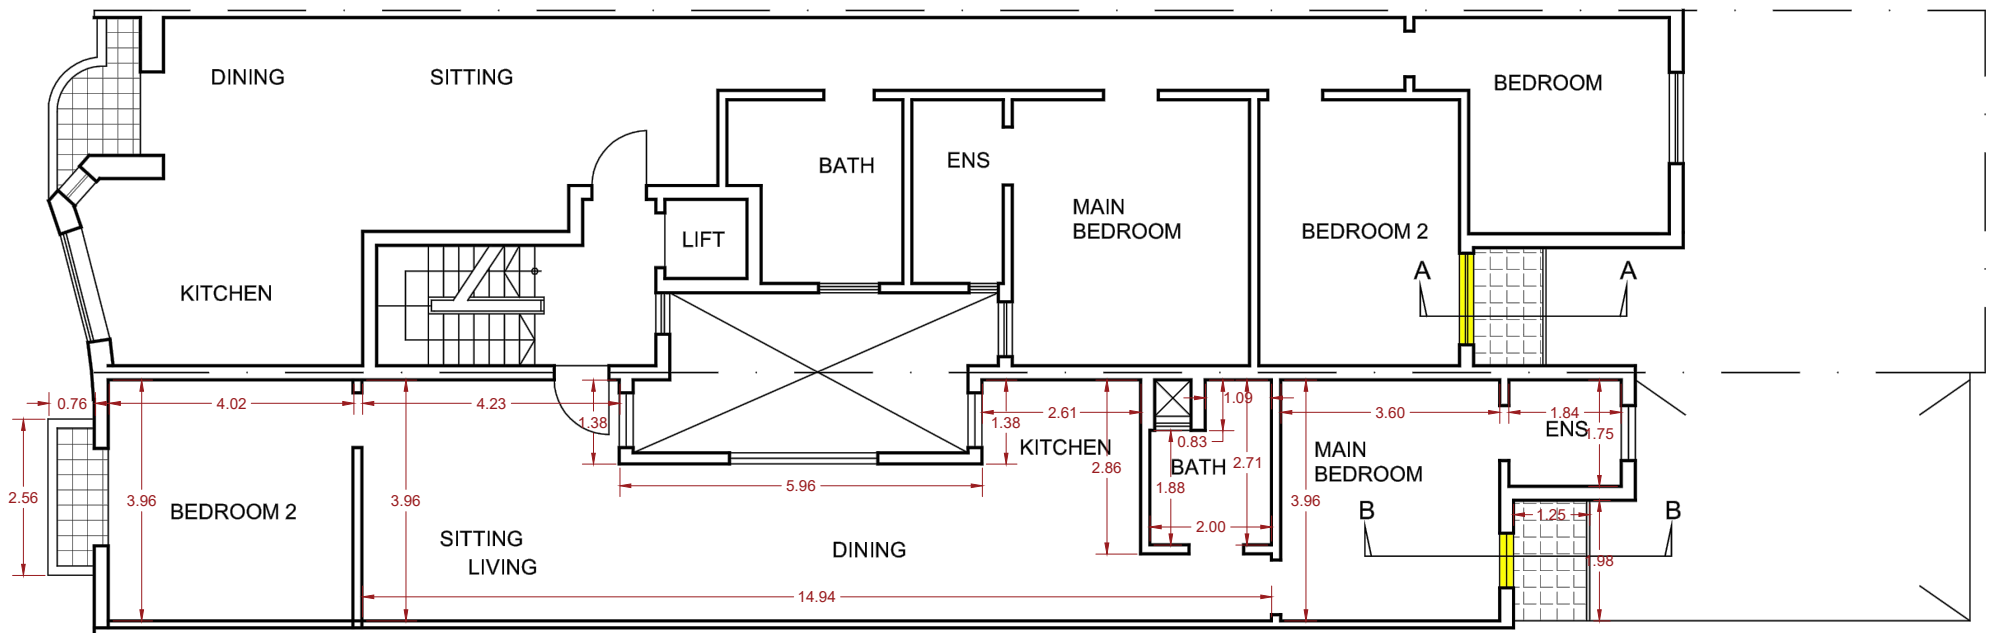 DINING
SITTING
BEDROOM
BATH
ENS
MAIN
BEDROOM
BEDROOM 2
LIFT
KITCHEN
A
A
0.76
4.02
4.23
1.38
2.61
1.38
1.09
3.60
1.84
KITCHEN
0.83
ENS
1.75
2.86
BATH
2.71
MAIN
BEDROOM
1.88
5.96
2.56
3.96
3.96
3.96
BEDROOM 2
B
B
1.25
2.00
SITTING
LIVING
DINING
1.98
14.94